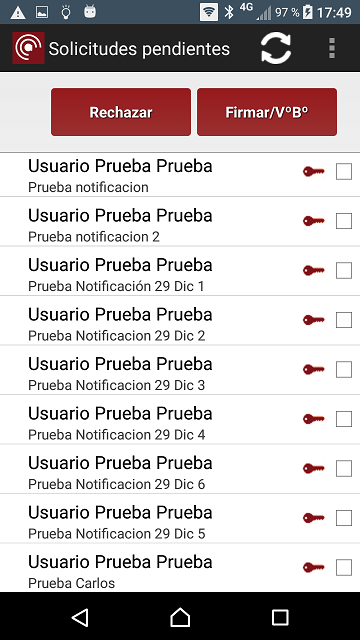 4G 97 % 17:49
Solicitudes pendientes
Rechazar
Firmar/VºBº
Usuario Prueba Prueba
Prueba notificacion
Usuario Prueba Prueba
Prueba notificacion 2
Usuario Prueba Prueba
Prueba Notificación 29 Dic 1
Usuario Prueba Prueba
Prueba Notificacion 29 Dic 2
Usuario Prueba Prueba
Prueba Notificacion 29 Dic 3
Usuario Prueba Prueba
Prueba Notificacion 29 Dic 4
Usuario Prueba Prueba
Prueba Notificacion 29 Dic 6
Usuario Prueba Prueba
Prueba Notificacion 29 Dic 5
Usuario Prueba Prueba
Prueba Carlos